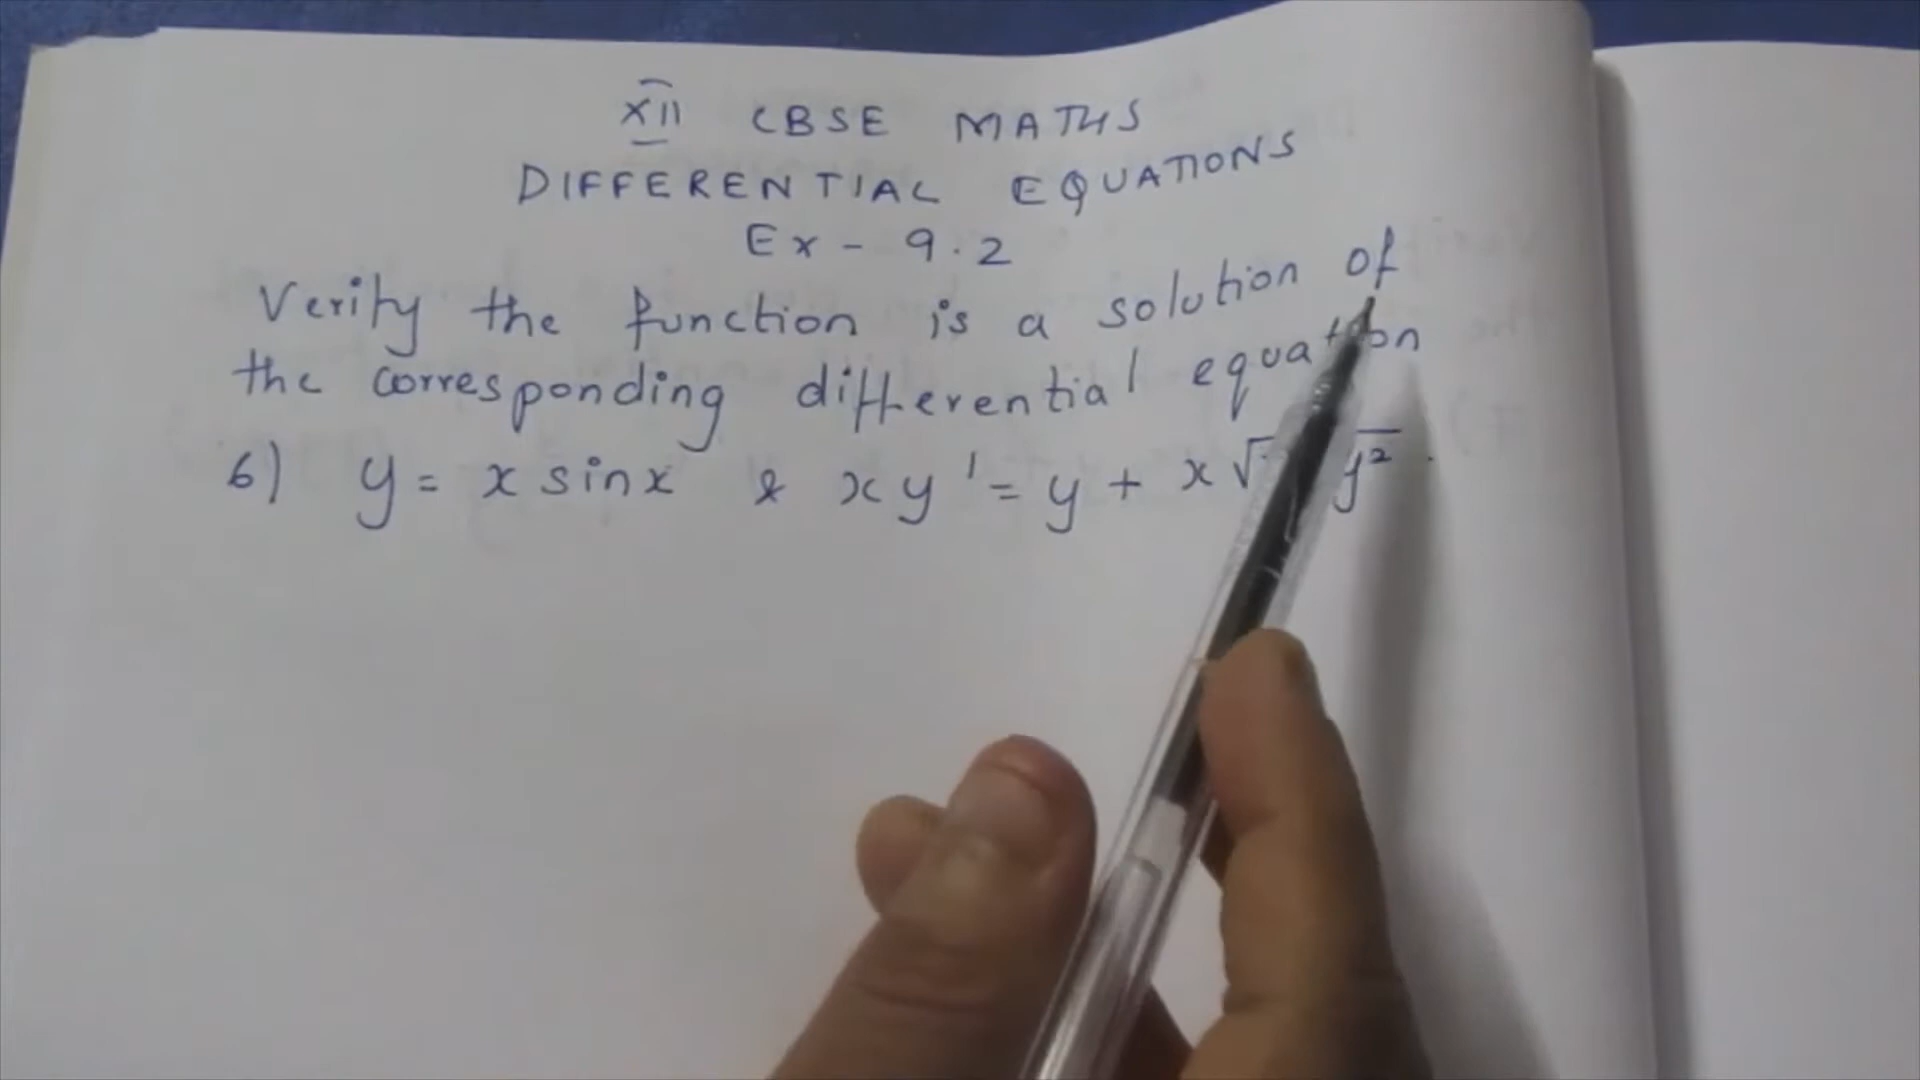 XII CBSE MATHS
DIFFERENTIAL EQUATIONS
Ex - 9.2
Verify the function is a solution of
the corresponding differential equation
6) y = x sinx & xy' = y + x√ y²